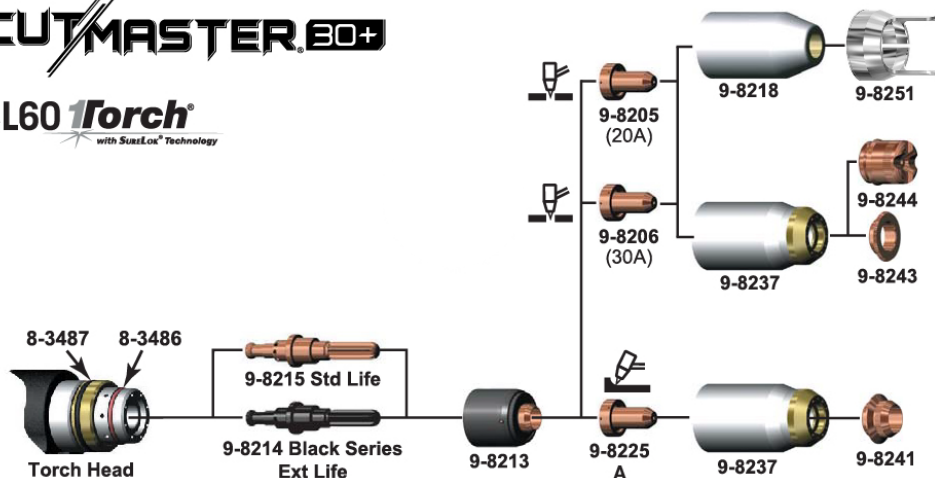 CUTMASTER® 30+
SL60 1Torch®
with SURELOK® Technology
9-8205
(20A)
9-8218
9-8251
9-8206
(30A)
9-8237
9-8244
9-8243
8-3487
8-3486
Torch Head
9-8215 Std Life
9-8214 Black Series
Ext Life
9-8213
9-8225
A
9-8237
9-8241